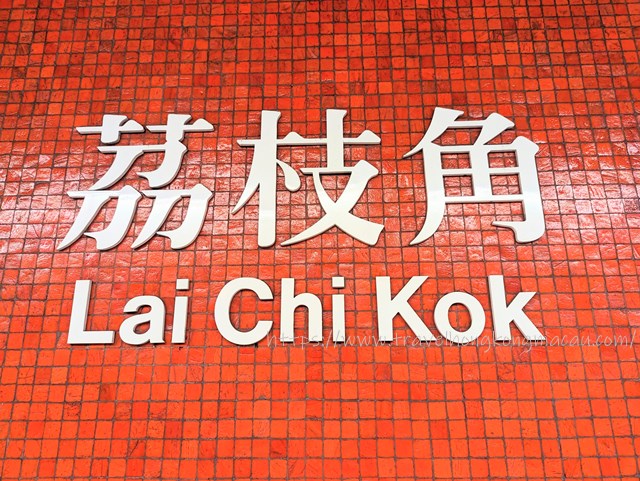 荔枝角
Lai Chi Kok
https://www.travelhongkongmacau.com/